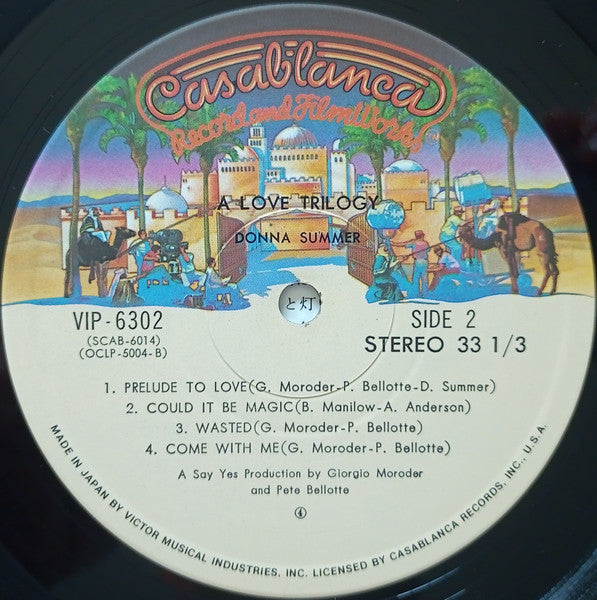 Casablanca
Record and FilmWorks
A LOVE TRILOGY
DONNA SUMMER
と灯
VIP-6302
(SCAB-6014)
(OCLP-5004-B)
SIDE 2
STEREO 33 1/3
1. PRELUDE TO LOVE(G. Moroder-P. Bellotte-D. Summer)
2. COULD IT BE MAGIC(B. Manilow-A. Anderson)
3. WASTED(G. Moroder-P. Bellotte)
4. COME WITH ME(G. Moroder-P. Bellotte)
A Say Yes Production by Giorgio Moroder
and Pete Bellotte
④
MADE IN JAPAN BY VICTOR MUSICAL INDUSTRIES, INC. LICENSED BY CASABLANCA RECORDS, INC., U.S.A.